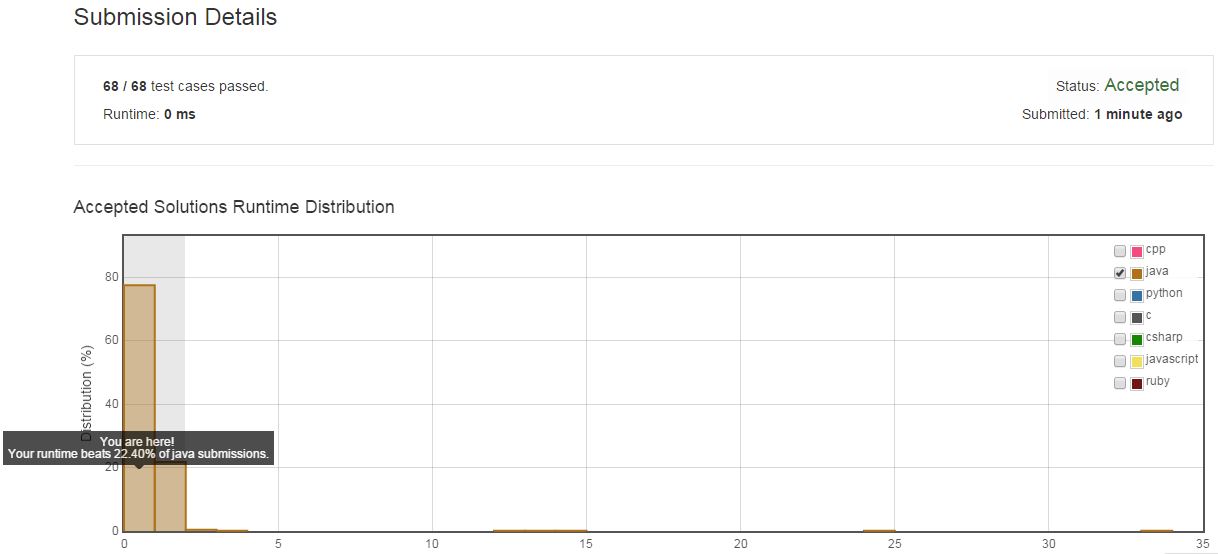 Submission Details
68 / 68 test cases passed.
Status: Accepted
Runtime: 0 ms
Submitted: 1 minute ago
Accepted Solutions Runtime Distribution
cpp
java
python
c
csharp
javascript
ruby
Distribution (%)
80
60
40
20
0
You are here!
Your runtime beats 22.40% of java submissions.
0 5 10 15 20 25 30 35